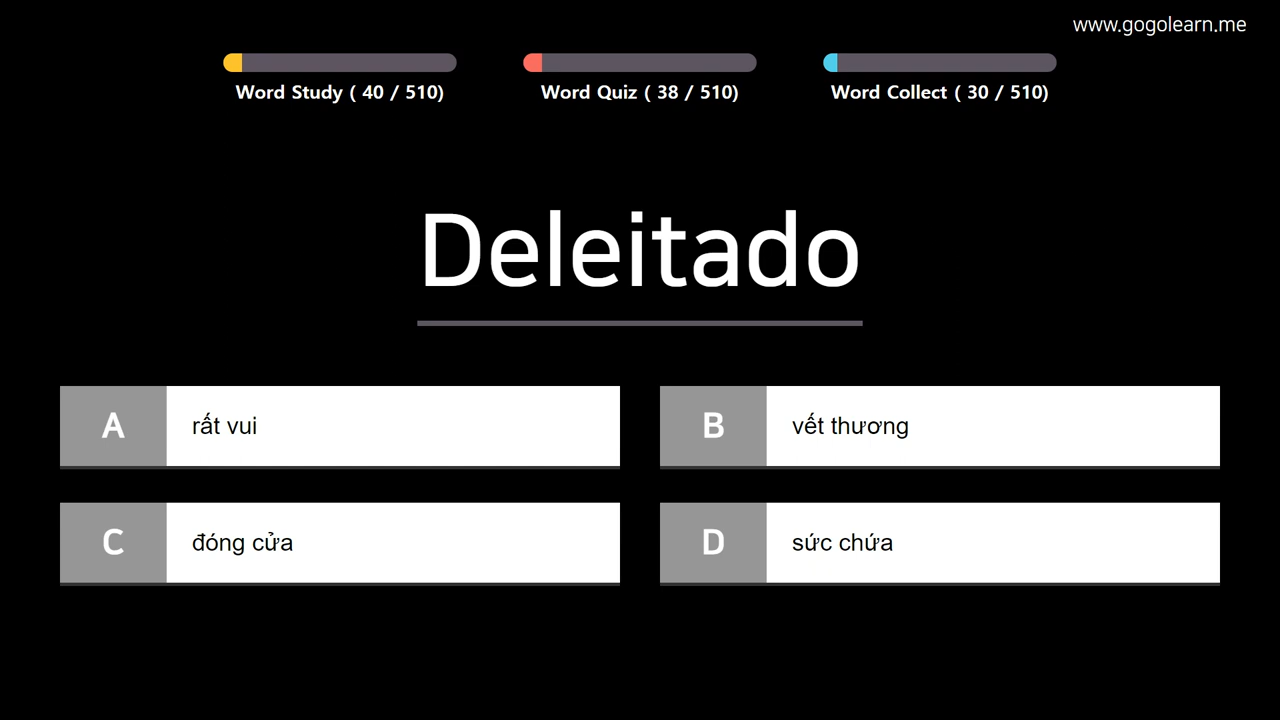 www.gogolearn.me
Word Study ( 40 / 510)
Word Quiz ( 38 / 510)
Word Collect ( 30 / 510)
Deleitado
A rất vui
B vết thương
C đóng cửa
D sức chứa